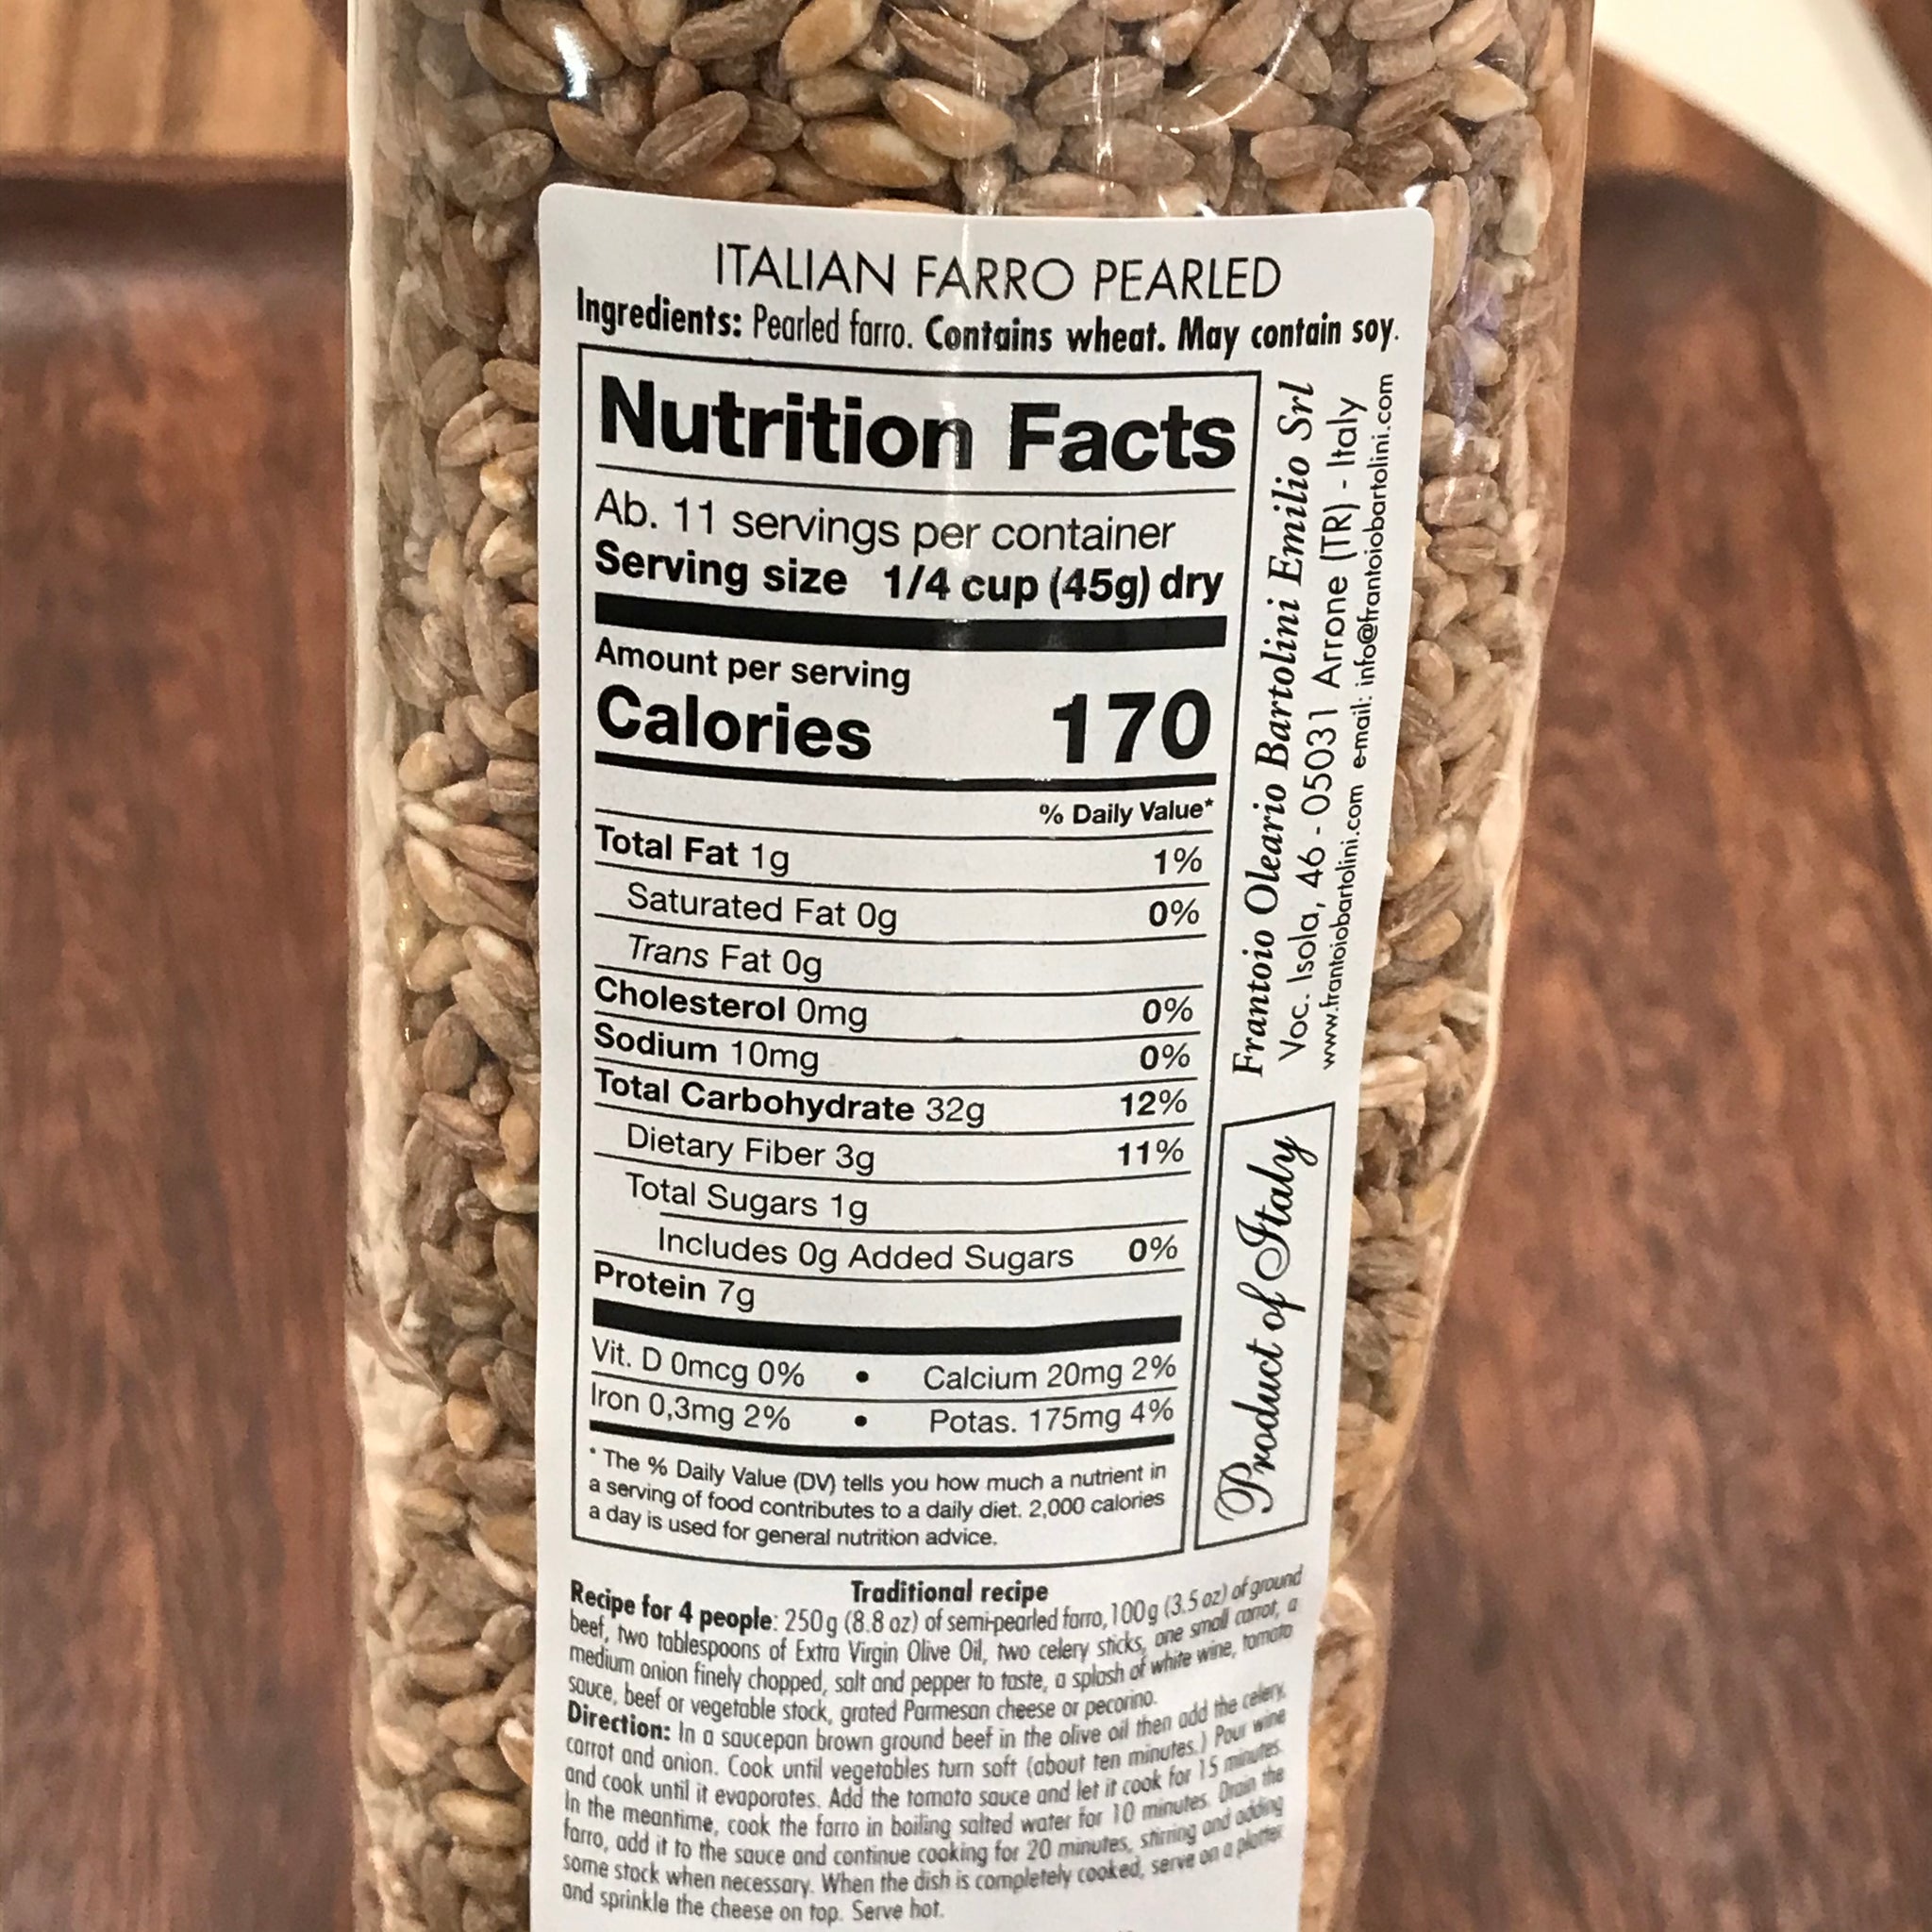 ITALIAN FARRO PEARLED
Ingredients: Pearled farro. Contains wheat. May contain soy.
Nutrition Facts
Ab. 11 servings per container
Serving size 1/4 cup (45g) dry
Amount per serving
Calories 170
% Daily Value*
Total Fat 1g 1%
Saturated Fat 0g 0%
Trans Fat 0g
Cholesterol 0mg 0%
Sodium 10mg 0%
Total Carbohydrate 32g 12%
Dietary Fiber 3g 11%
Total Sugars 1g
Includes 0g Added Sugars 0%
Protein 7g
Vit. D 0mcg 0% • Calcium 20mg 2%
Iron 0,3mg 2% • Potas. 175mg 4%
* The % Daily Value (DV) tells you how much a nutrient in
a serving of food contributes to a daily diet. 2,000 calories
a day is used for general nutrition advice.
Frantoio Oleario Bartolini Emilio Srl
Voc. Isola, 46 - 05031 Arrone (TR) - Italy
www.frantoiobartolini.com e-mail: info@frantoiobartolini.com
Product of Italy
Traditional recipe
Recipe for 4 people: 250g (8.8 oz) of semi-pearled farro, 100g (3.5 oz) of ground
beef, two tablespoons of Extra Virgin Olive Oil, two celery sticks, one small carrot, a
medium onion finely chopped, salt and pepper to taste, a splash of white wine, tomato
sauce, beef or vegetable stock, grated Parmesan cheese or pecorino.
Direction: In a saucepan brown ground beef in the olive oil then add the celery,
carrot and onion. Cook until vegetables turn soft (about ten minutes.) Pour wine
and cook until it evaporates. Add the tomato sauce and let it cook for 15 minutes.
In the meantime, cook the farro in boiling salted water for 10 minutes. Drain the
farro, add it to the sauce and continue cooking for 20 minutes, stirring and adding
some stock when necessary. When the dish is completely cooked, serve on a platter
and sprinkle the cheese on top. Serve hot.